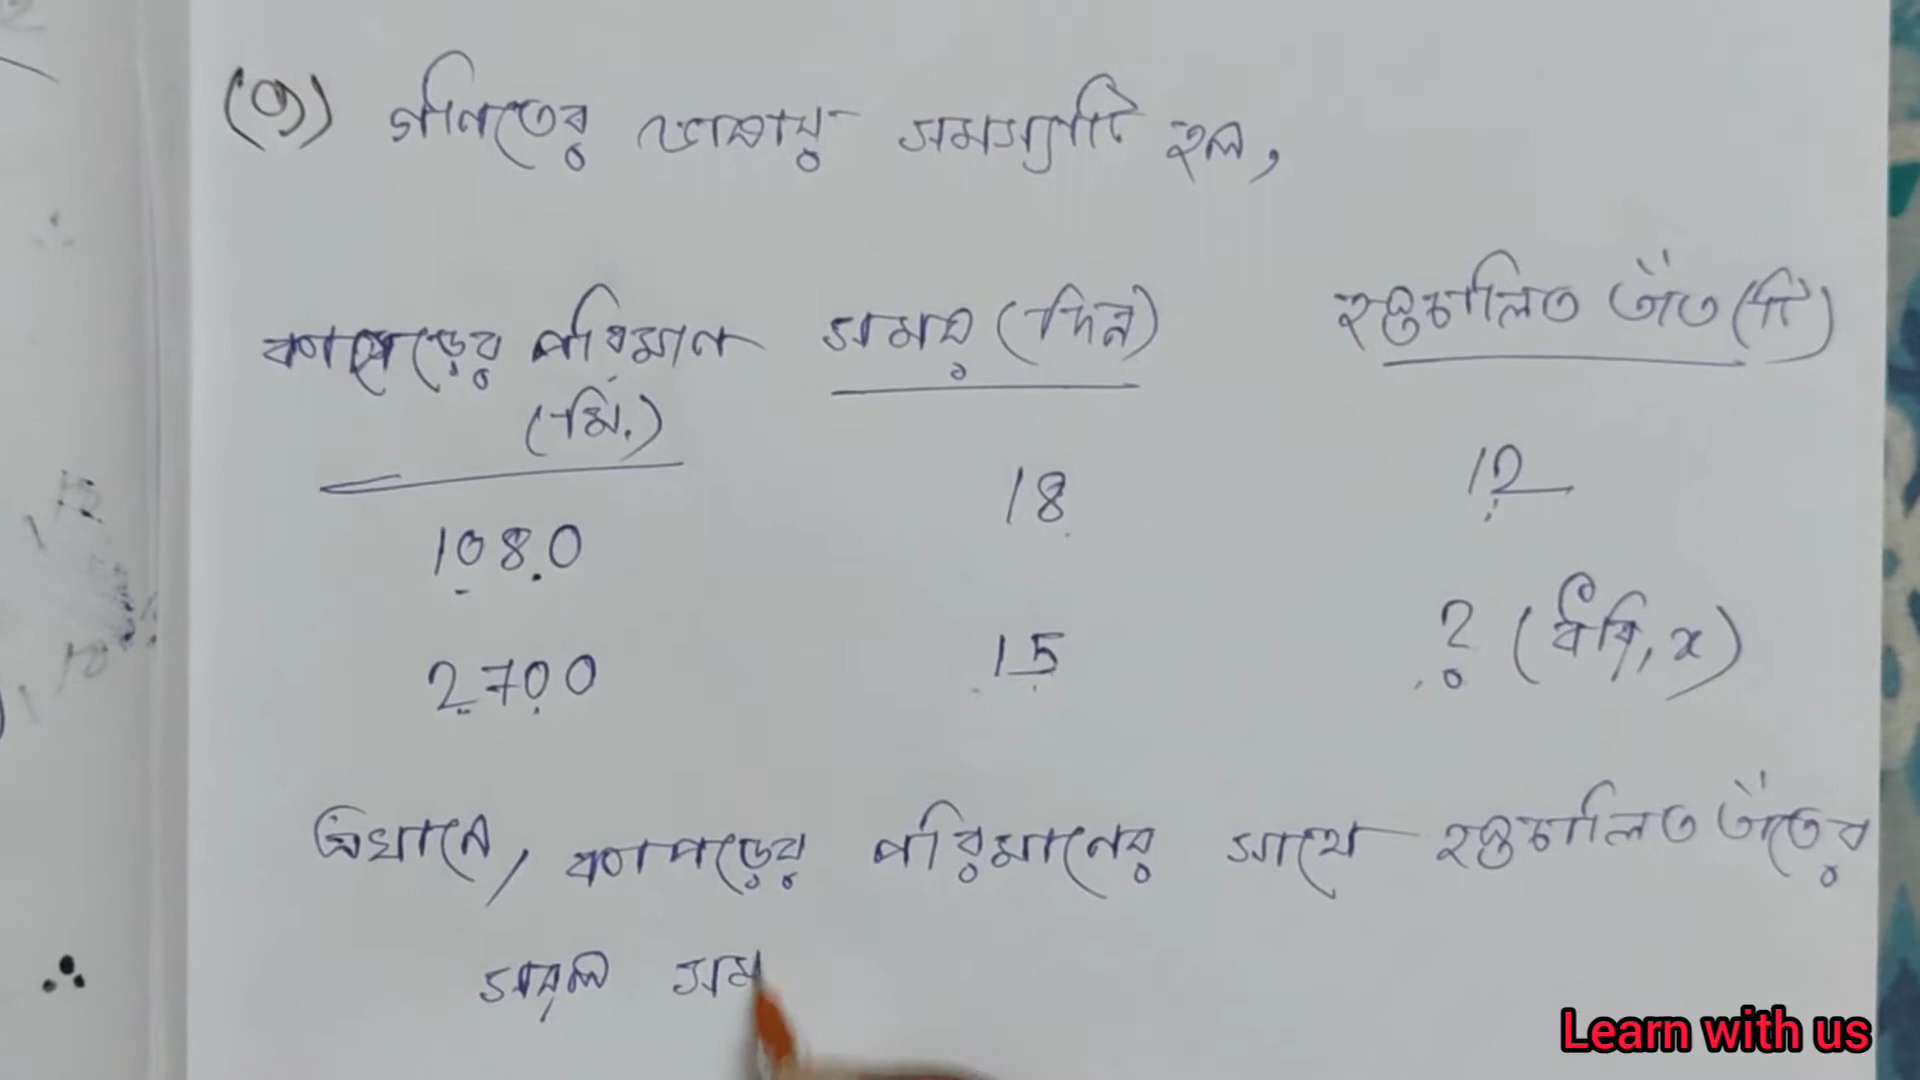 (৩) গনিতের ভাষায় সমস্যাটি হল,
কাপড়ের পরিমান সময় (দিন) হস্তচালিত তাঁত (টি)
(মি.)
1080 18 12
2700 15 ? (ধরি, x)
এখানে, কাপড়ের পরিমানের সাথে হস্তচালিত তাঁতের
সরল সম
Learn with us